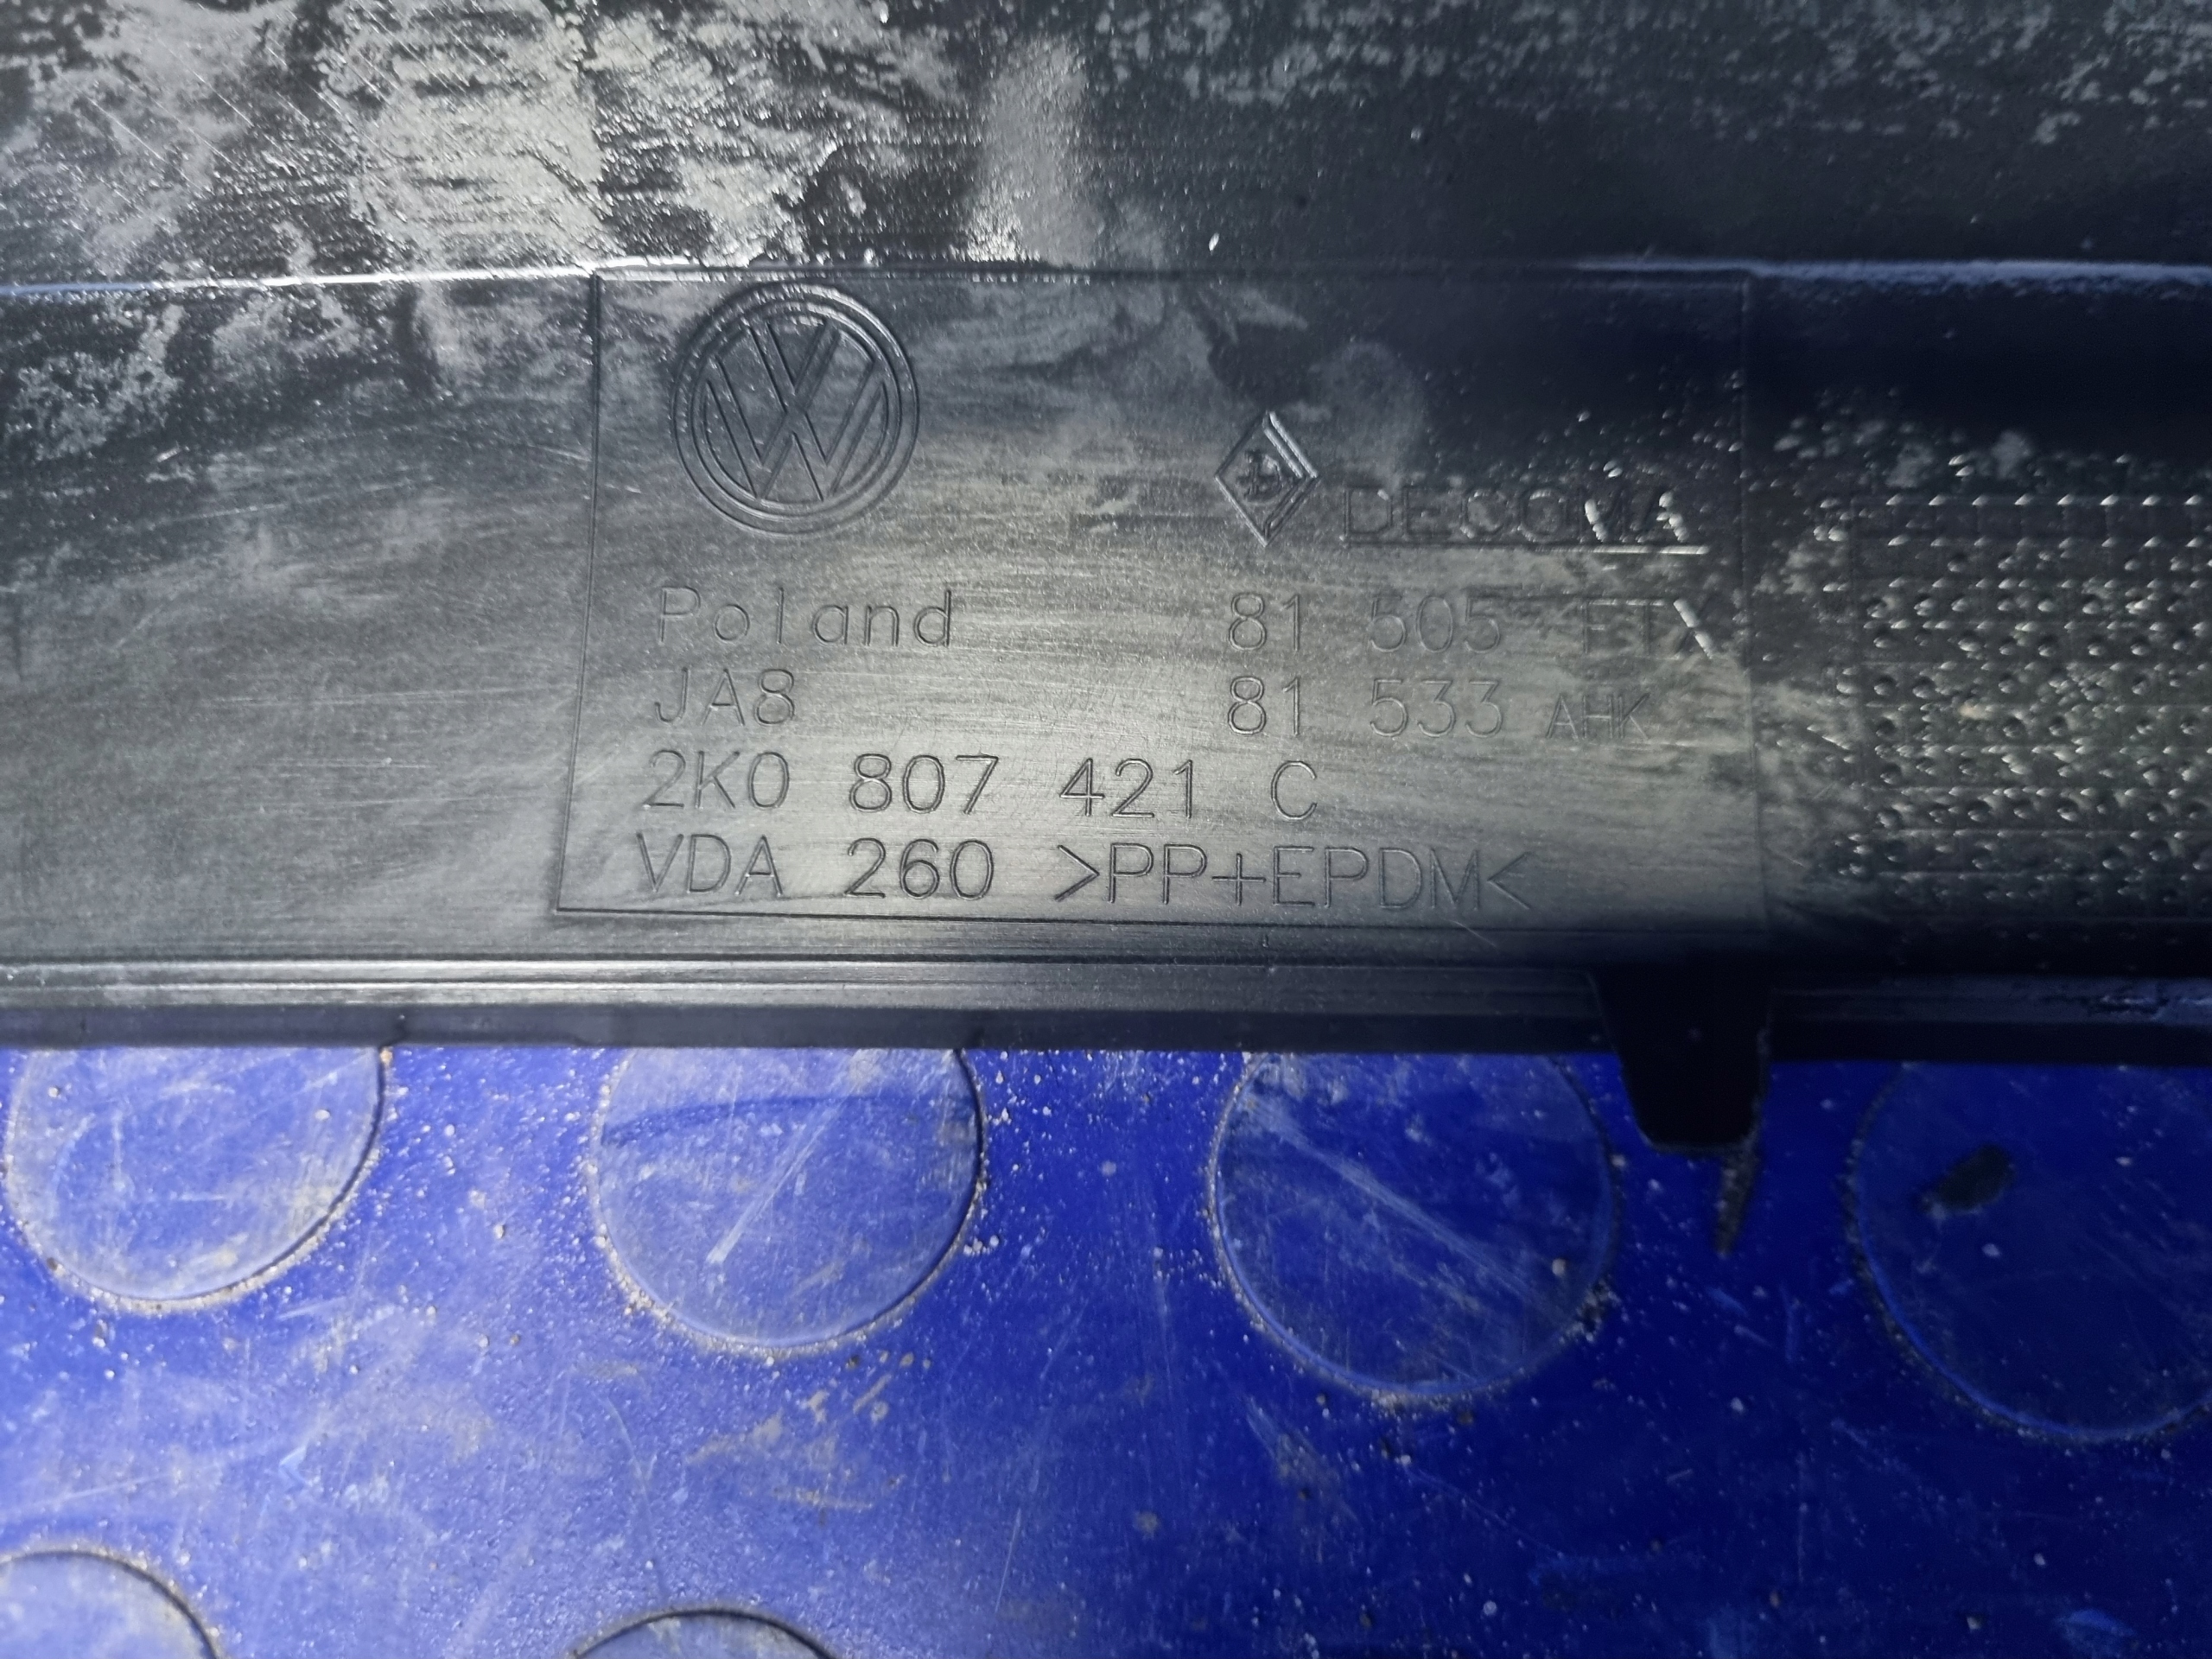 DECOMA
Poland 81 505 FTX
JA8 81 533 AHK
2K0 807 421 C
VDA 260 >PP+EPDM<